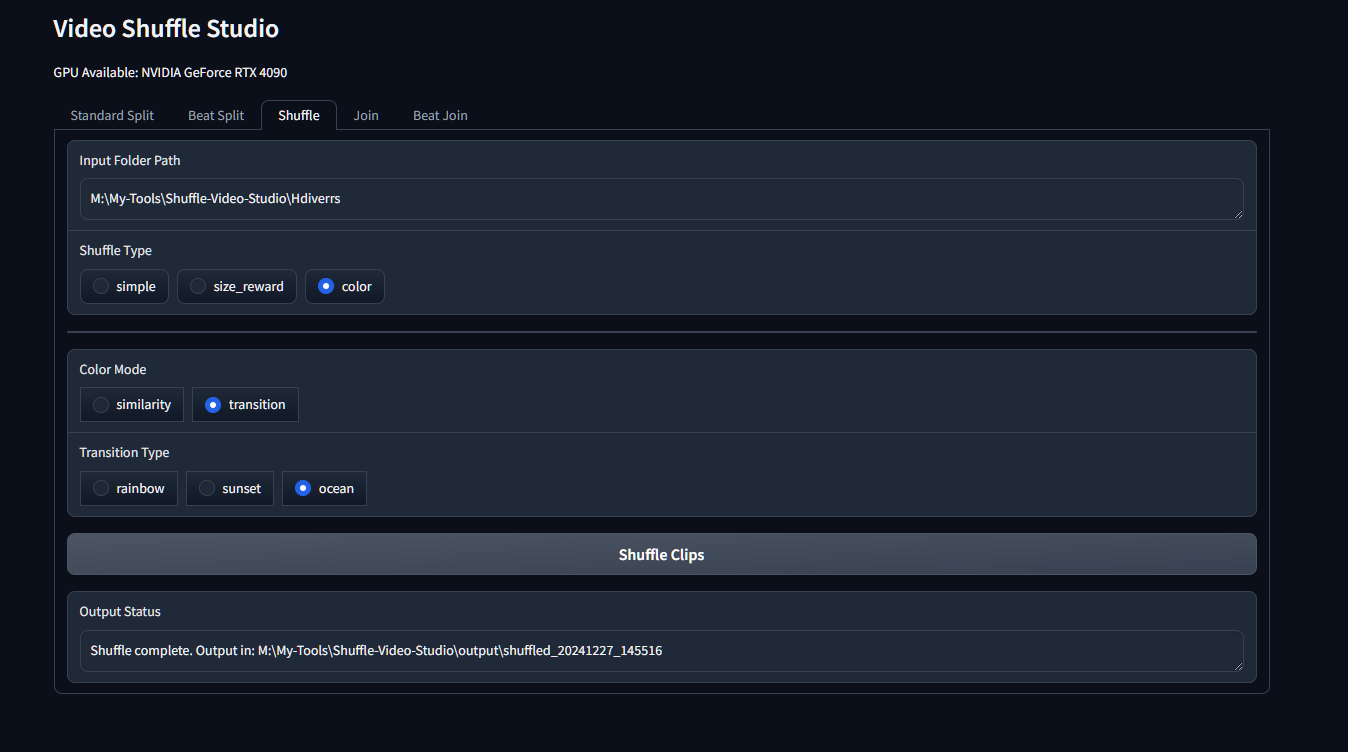 Video Shuffle Studio
GPU Available: NVIDIA GeForce RTX 4090
Standard Split Beat Split Shuffle Join Beat Join
Input Folder Path
M:\My-Tools\Shuffle-Video-Studio\Hdiverrs
Shuffle Type
simple size_reward color
Color Mode
similarity transition
Transition Type
rainbow sunset ocean
Shuffle Clips
Output Status
Shuffle complete. Output in: M:\My-Tools\Shuffle-Video-Studio\output\shuffled_20241227_145516